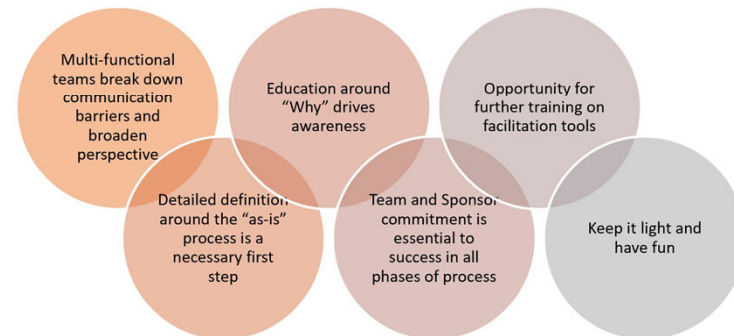 Multi-functional
teams break down
communication
barriers and
broaden
perspective
Detailed definition
around the “as-is”
process is a
necessary first
step
Education around
“Why” drives
awareness
Team and Sponsor
commitment is
essential to
success in all
phases of process
Opportunity for
further training on
facilitation tools
Keep it light and
have fun